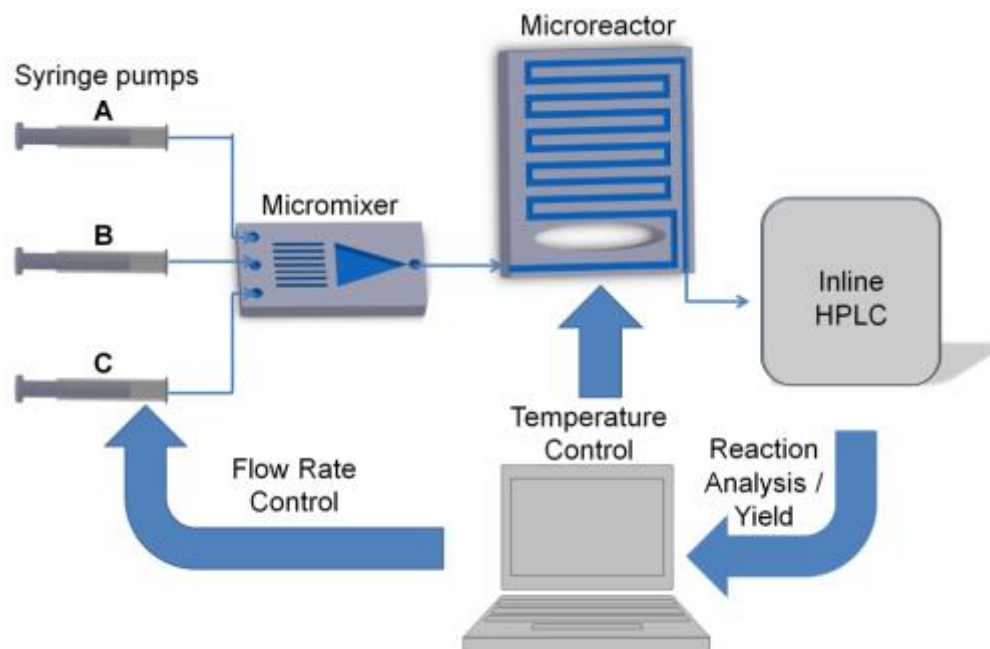 Microreactor
Syringe pumps
A
B
C
Micromixer
Inline
HPLC
Temperature
Control
Flow Rate
Control
Reaction
Analysis /
Yield